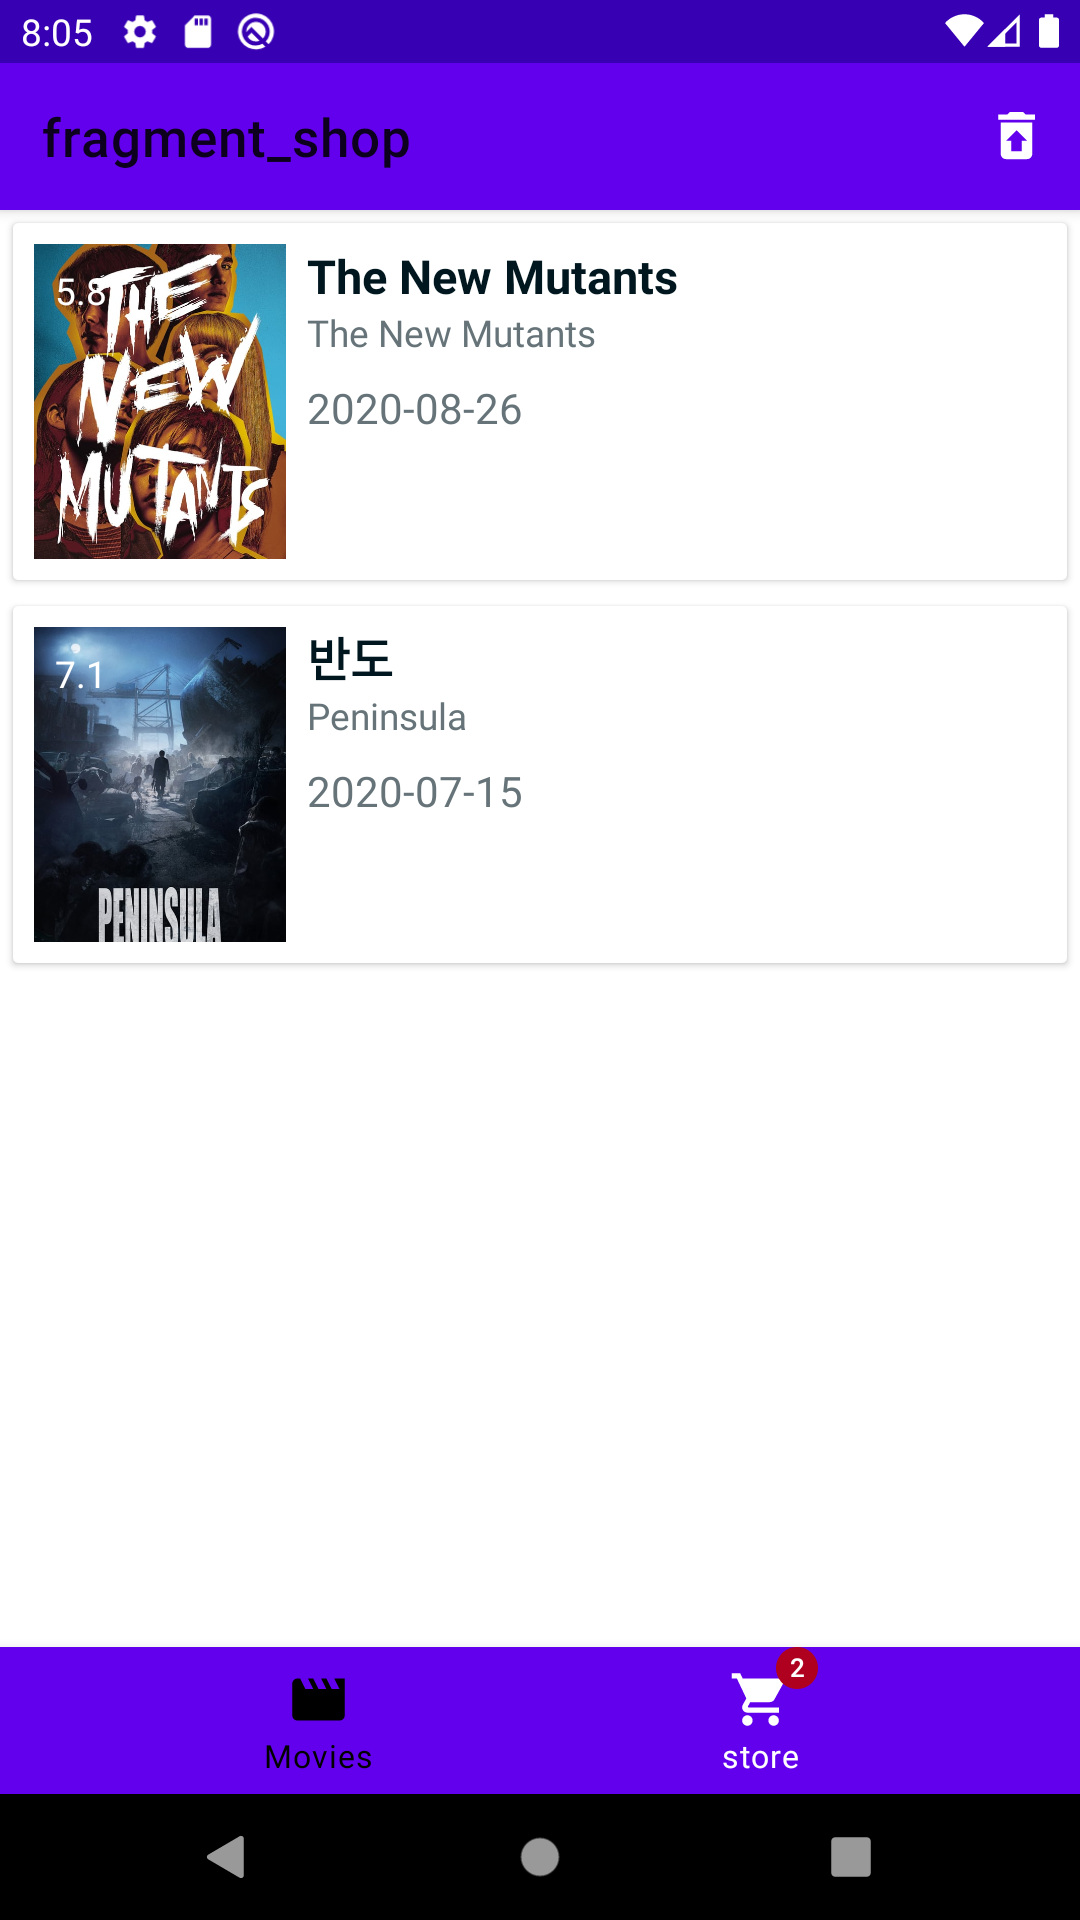 8:05
fragment_shop
5.8
THE NEW MUTANTS
The New Mutants
The New Mutants
2020-08-26
7.1
PENINSULA
반도
Peninsula
2020-07-15
2
Movies
store